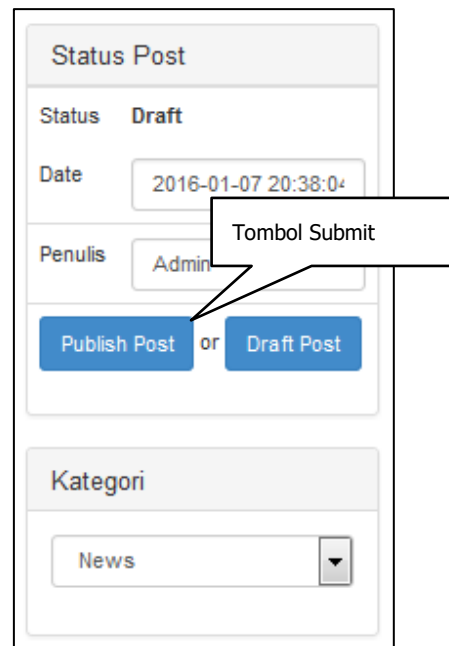 Status Post
Status Draft
Date 2016-01-07 20:38:04
Tombol Submit
Penulis Admin
Publish Post or Draft Post
Kategori
News